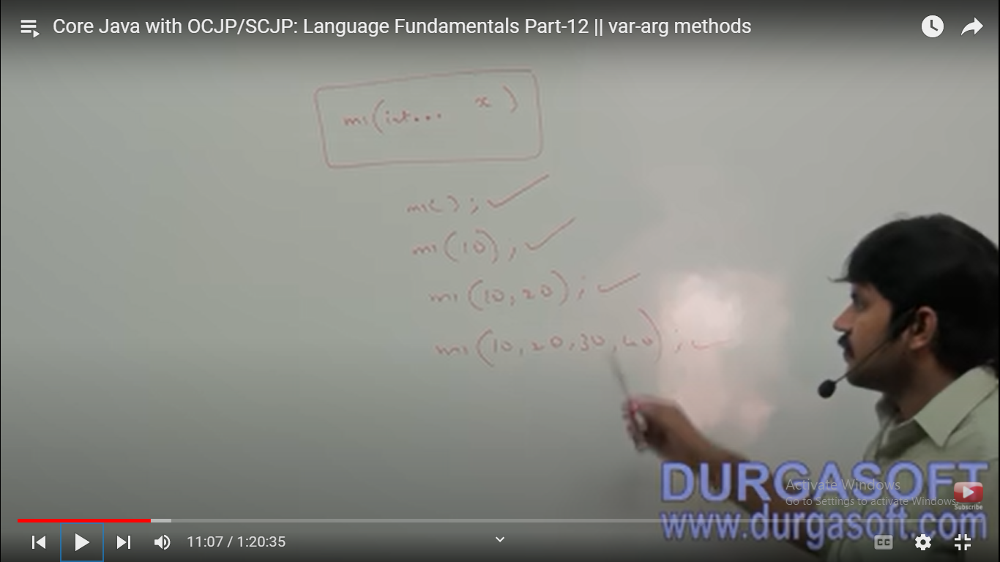 Core Java with OCJP/SCJP: Language Fundamentals Part-12 || var-arg methods
m1(int... x)
m1();
m1(10);
m1(10,20);
m1(10,20,30,40);
DURGASOFT
Activate Windows
Go to Settings to activate Windows.
Subscribe
www.durgasoft.com
11:07 / 1:20:35
CC